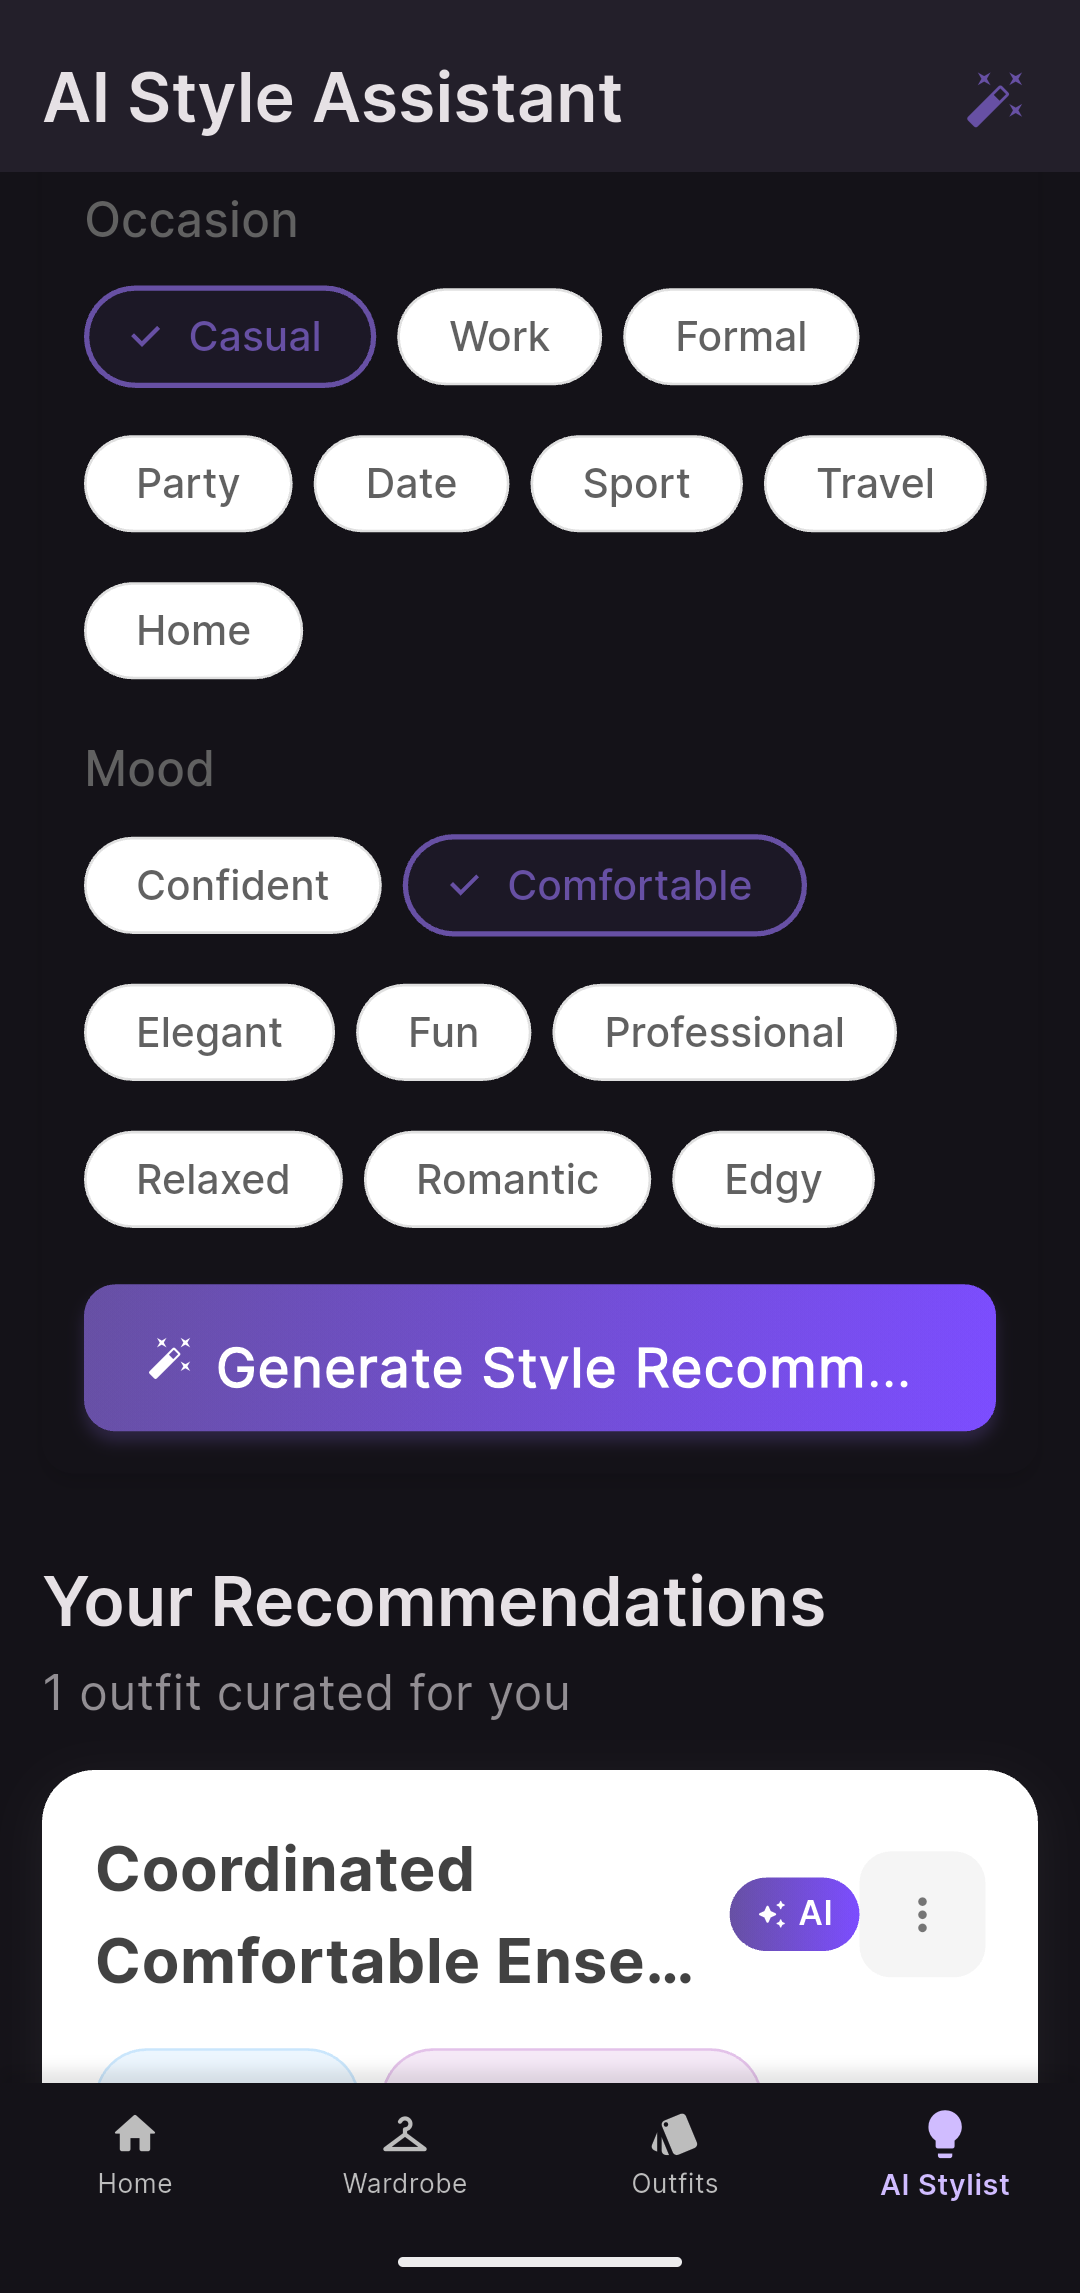 AI Style Assistant
Occasion
Casual Work Formal
Party Date Sport Travel
Home
Mood
Confident Comfortable
Elegant Fun Professional
Relaxed Romantic Edgy
Generate Style Recomm...
Your Recommendations
1 outfit curated for you
Coordinated
Comfortable Ense...
AI
Home Wardrobe Outfits AI Stylist